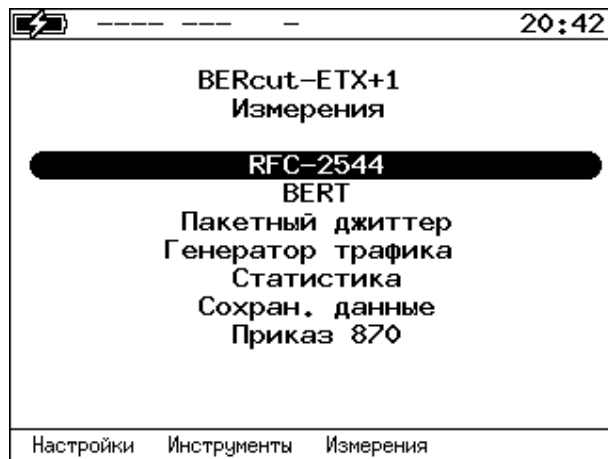 ---- --- - 20:42
BERcut-ETX+1
Измерения
RFC-2544
BERT
Пакетный джиттер
Генератор трафика
Статистика
Сохран. данные
Приказ 870
Настройки Инструменты Измерения